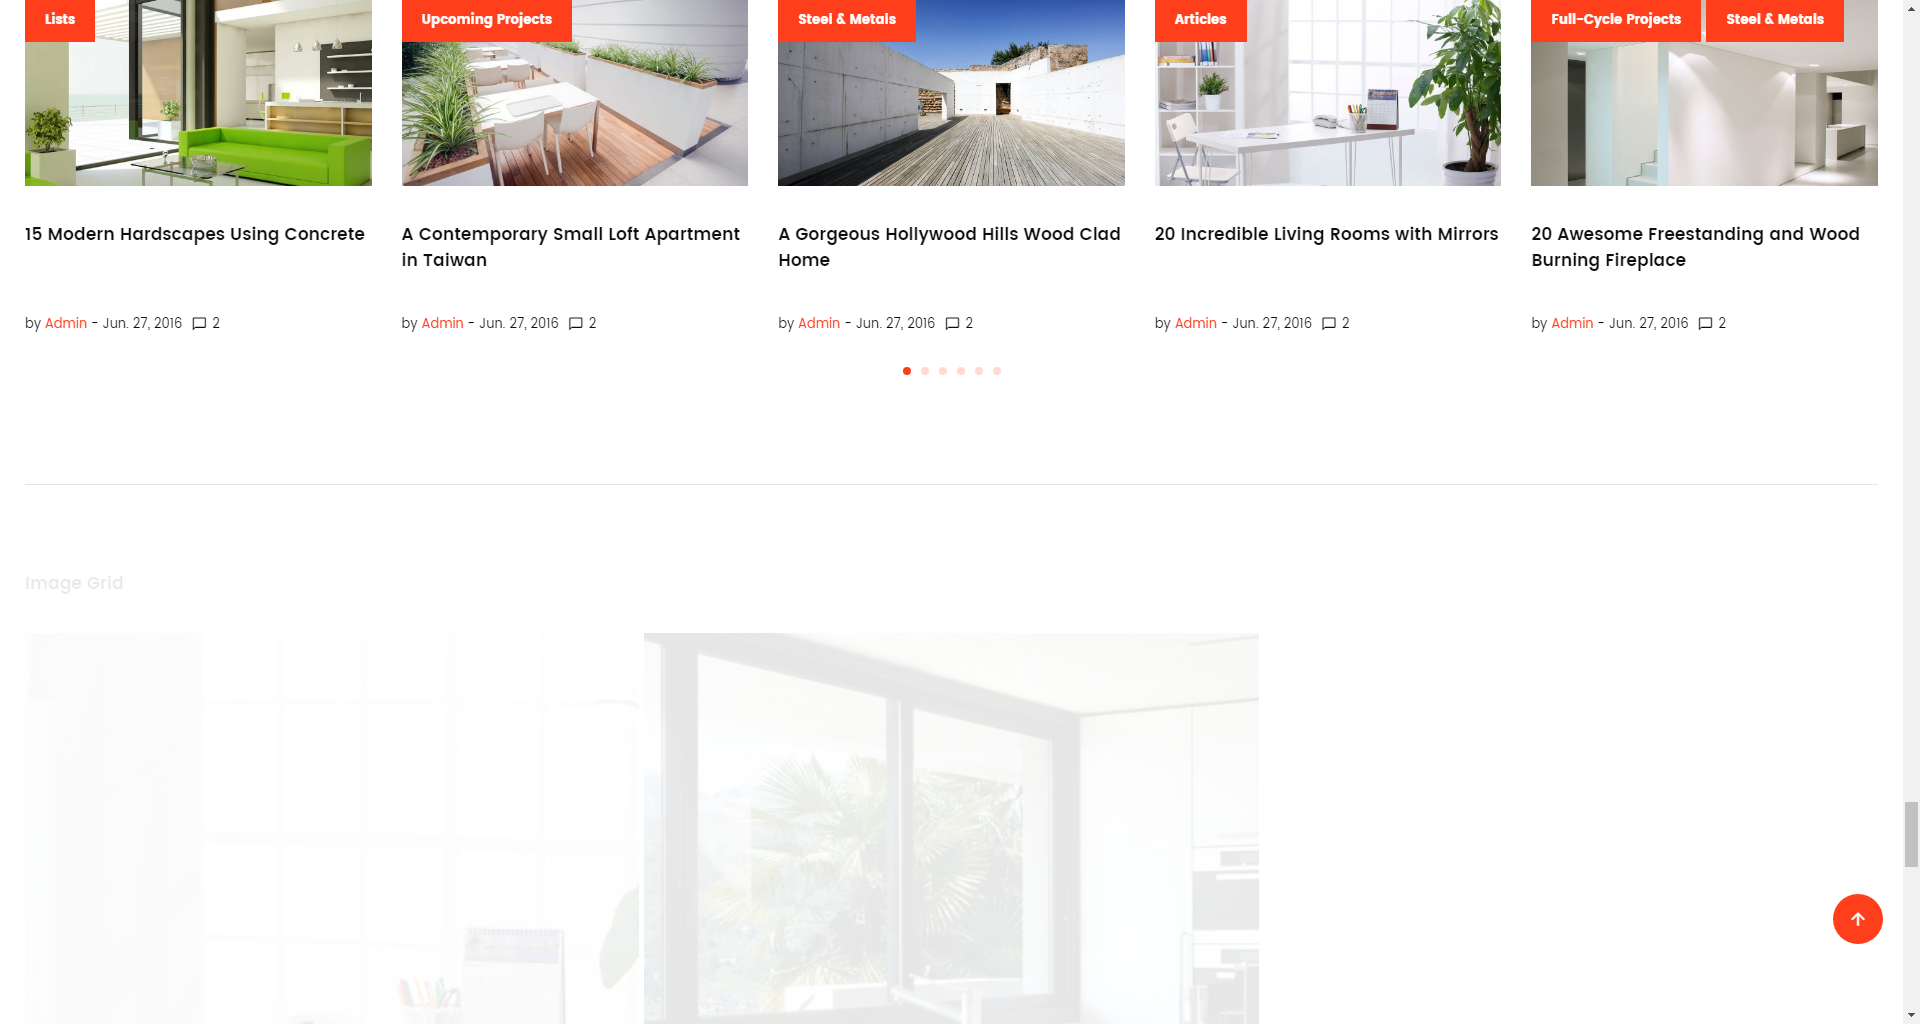 Lists
Upcoming Projects
Steel & Metals
Articles
Full-Cycle Projects
Steel & Metals
15 Modern Hardscapes Using Concrete
A Contemporary Small Loft Apartment
in Taiwan
A Gorgeous Hollywood Hills Wood Clad
Home
20 Incredible Living Rooms with Mirrors
20 Awesome Freestanding and Wood
Burning Fireplace
by Admin - Jun. 27, 2016 2
by Admin - Jun. 27, 2016 2
by Admin - Jun. 27, 2016 2
by Admin - Jun. 27, 2016 2
by Admin - Jun. 27, 2016 2
Image Grid